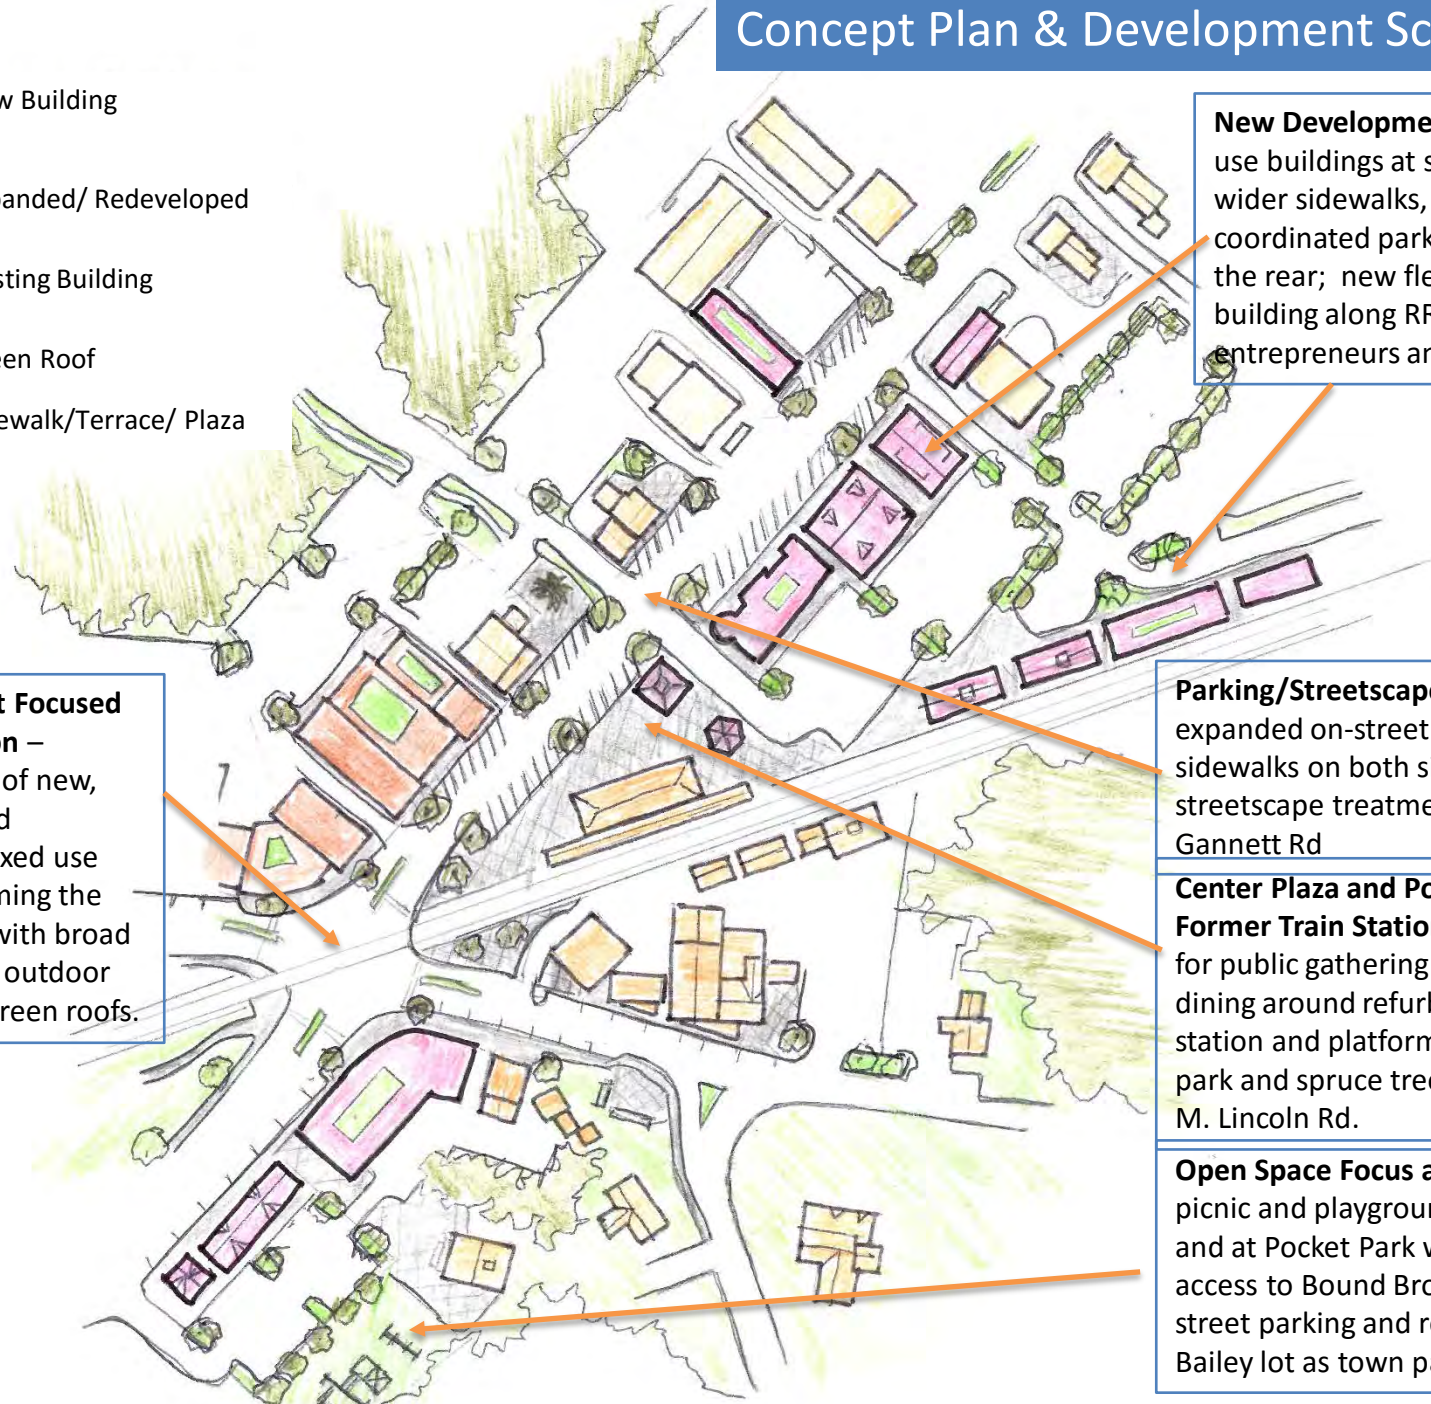 Concept Plan & Development Sc
w Building
anded/ Redeveloped
sting Building
een Roof
ewalk/Terrace/ Plaza
New Developme
use buildings at s
wider sidewalks,
coordinated park
the rear; new fle
building along RR
entrepreneurs an
t Focused
on –
of new,
d
xed use
ming the
with broad
outdoor
reen roofs.
Parking/Streetscape
expanded on-street
sidewalks on both s
streetscape treatme
Gannett Rd
Center Plaza and Po
Former Train Statio
for public gathering
dining around refurb
station and platform
park and spruce tree
M. Lincoln Rd.
Open Space Focus a
picnic and playgroun
and at Pocket Park w
access to Bound Bro
street parking and re
Bailey lot as town pa